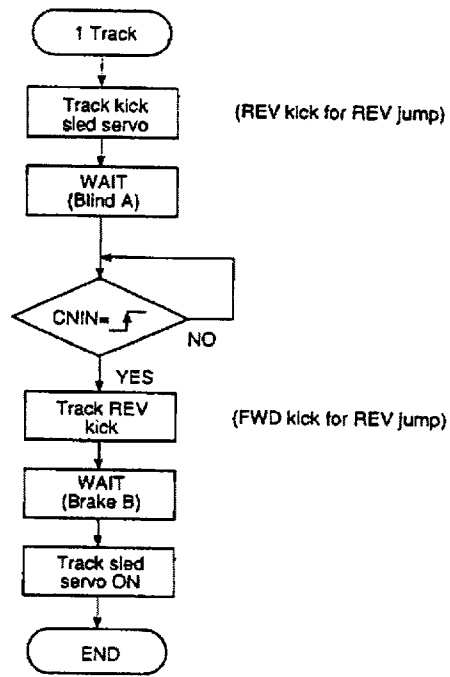 1 Track
Track kick
sled servo
(REV kick for REV jump)
WAIT
(Blind A)
CNIN=
NO
YES
Track REV
kick
(FWD kick for REV jump)
WAIT
(Brake B)
Track sled
servo ON
END